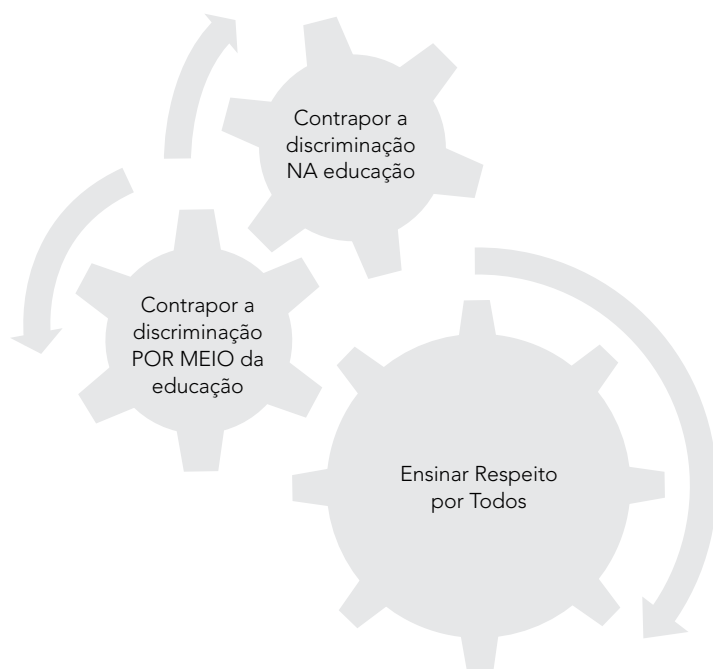 Contrapor a
discriminação
NA educação
Contrapor a
discriminação
POR MEIO da
educação
Ensinar Respeito
por Todos